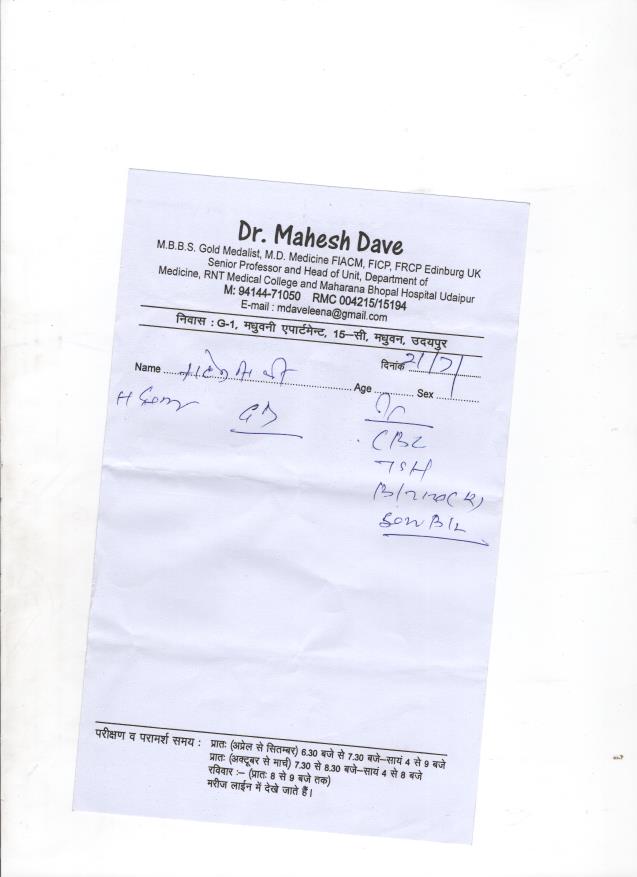 Dr. Mahesh Dave
M.B.B.S. Gold Medalist, M.D. Medicine FIACM, FICP, FRCP Edinburg UK
Senior Professor and Head of Unit, Department of
Medicine, RNT Medical College and Maharana Bhopal Hospital Udaipur
M: 94144-71050 RMC 004215/15194
E-mail : mdaveleena@gmail.com
निवास : G-1, मधुवनी एपार्टमेन्ट, 15–सी, मधुवन, उदयपुर
दिनांक 21/7/
Name
Age Sex
CBC
TSH
परीक्षण व परामर्श समय : प्रातः (अप्रेल से सितम्बर) 6.30 बजे से 7.30 बजे–सायं 4 से 9 बजे
प्रातः (अक्टूबर से मार्च) 7.30 से 8.30 बजे–सायं 4 से 8 बजे
रविवार :– (प्रातः 8 से 9 बजे तक)
मरीज लाईन में देखे जाते हैं।